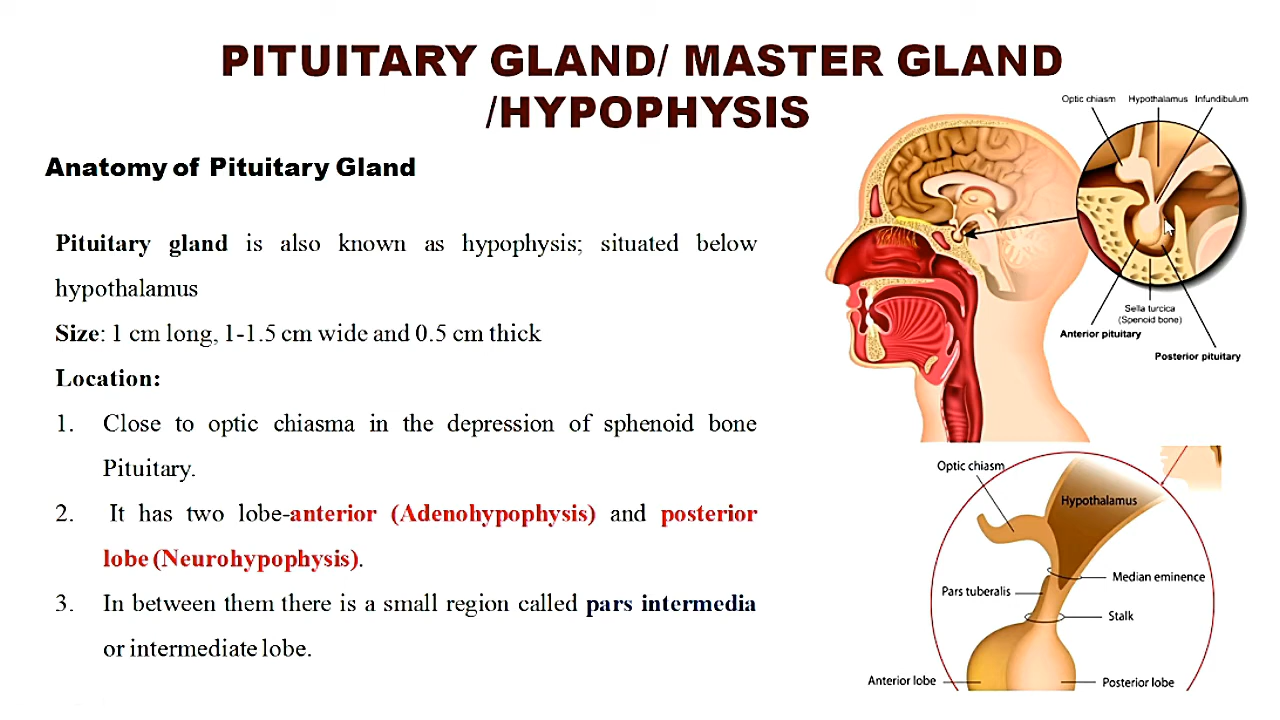 PITUITARY GLAND/ MASTER GLAND
/HYPOPHYSIS
Anatomy of Pituitary Gland
Pituitary gland is also known as hypophysis; situated below
hypothalamus
Size: 1 cm long, 1-1.5 cm wide and 0.5 cm thick
Location:
1. Close to optic chiasma in the depression of sphenoid bone
Pituitary.
2. It has two lobe-anterior (Adenohypophysis) and posterior
lobe (Neurohypophysis).
3. In between them there is a small region called pars intermedia
or intermediate lobe.
Optic chiasm Hypothalamus Infundibulum
Sella turcica
(Spenoid bone)
Anterior pituitary
Posterior pituitary
Optic chiasm
Hypothalamus
Median eminence
Pars tuberalis
Stalk
Anterior lobe
Posterior lobe